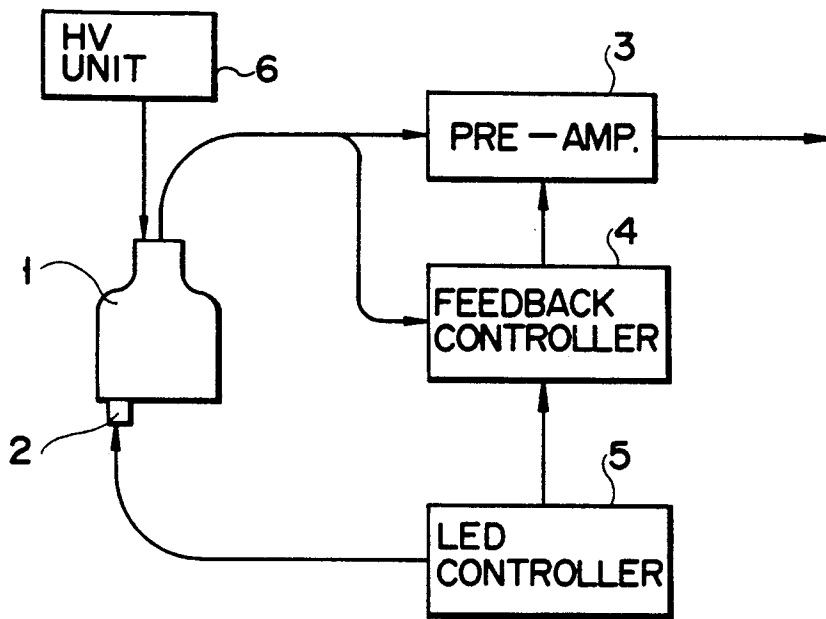 HV
UNIT
6
3
PRE-AMP.
1
4
FEEDBACK
CONTROLLER
2
5
LED
CONTROLLER